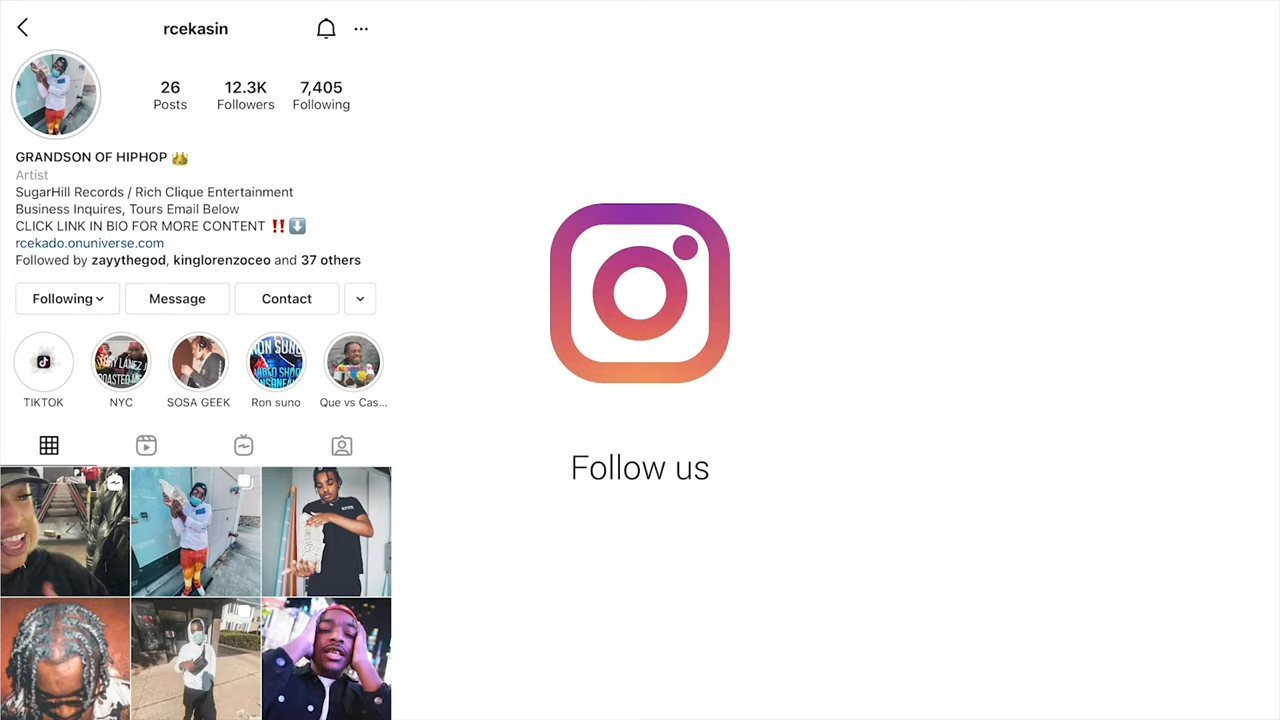 rcekasin
26
12.3K
7,405
Posts
Followers
Following
GRANDSON OF HIPHOP 👑
Artist
SugarHill Records / Rich Clique Entertainment
Business Inquires, Tours Email Below
CLICK LINK IN BIO FOR MORE CONTENT ‼️⬇️
rcekado.onuniverse.com
Followed by zayythegod, kinglorenzoceo and 37 others
Following
Message
Contact
RON SUNO
TIKTOK
NYC
SOSA GEEK
Ron suno
Que vs Cas...
Follow us